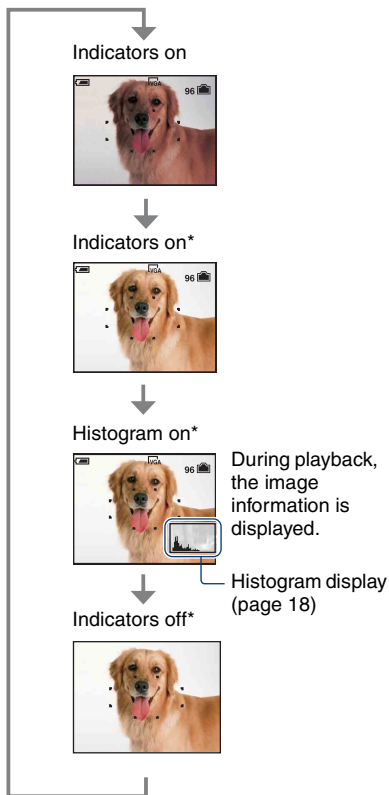 Indicators on
VGA
96
Indicators on*
VGA
96
Histogram on*
VGA
96
During playback,
the image
information is
displayed.
Histogram display
(page 18)
Indicators off*